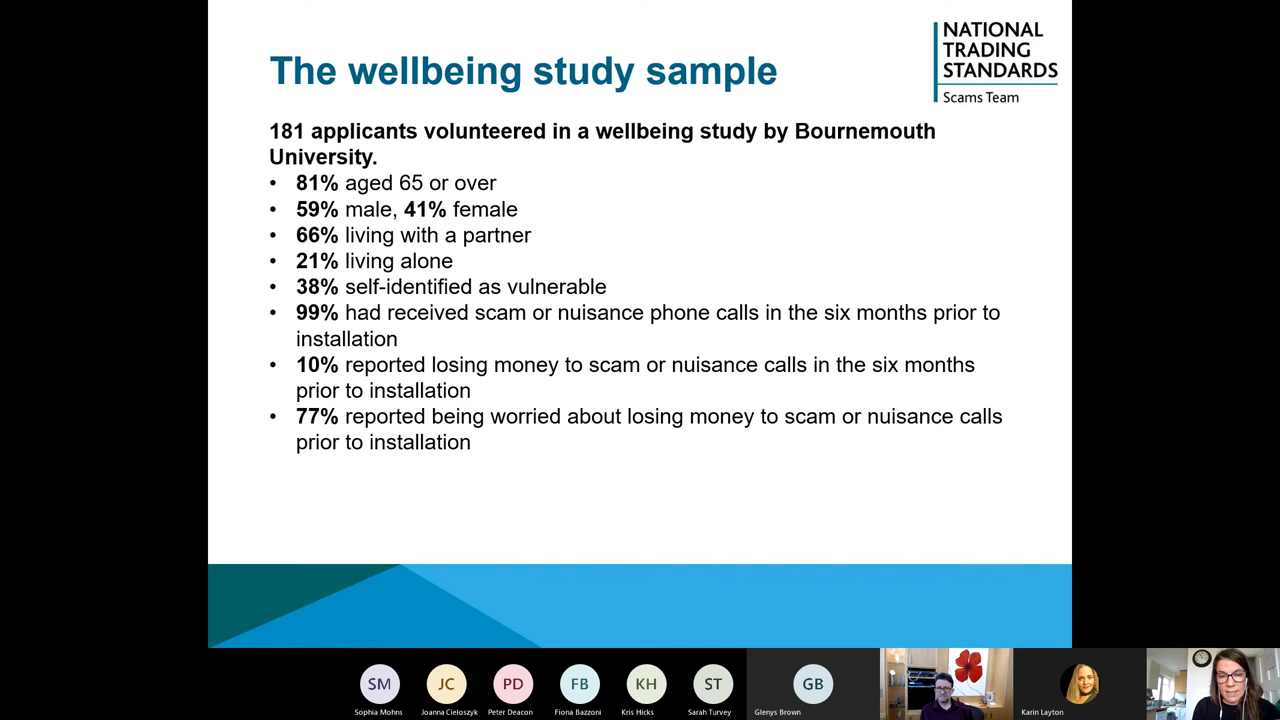 The wellbeing study sample
NATIONAL
TRADING
STANDARDS
Scams Team
181 applicants volunteered in a wellbeing study by Bournemouth
University.
• 81% aged 65 or over
• 59% male, 41% female
• 66% living with a partner
• 21% living alone
• 38% self-identified as vulnerable
• 99% had received scam or nuisance phone calls in the six months prior to
installation
• 10% reported losing money to scam or nuisance calls in the six months
prior to installation
• 77% reported being worried about losing money to scam or nuisance calls
prior to installation
SM
JC
PD
FB
KH
ST
GB
Sophia Mohns
Joanna Cieloszyk
Peter Deacon
Fiona Bazzoni
Kris Hicks
Sarah Turvey
Glenys Brown
Karin Layton